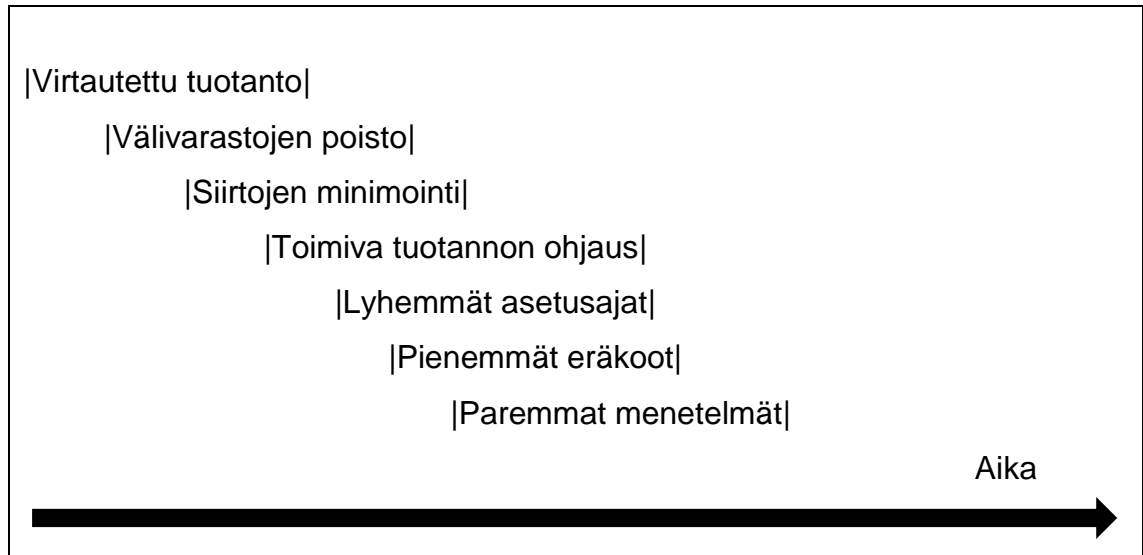 |Virtautettu tuotanto|
|Välivarastojen poisto|
|Siirtojen minimointi|
|Toimiva tuotannon ohjaus|
|Lyhemmät asetusajat|
|Pienemmät eräkoot|
|Paremmat menetelmät|
Aika